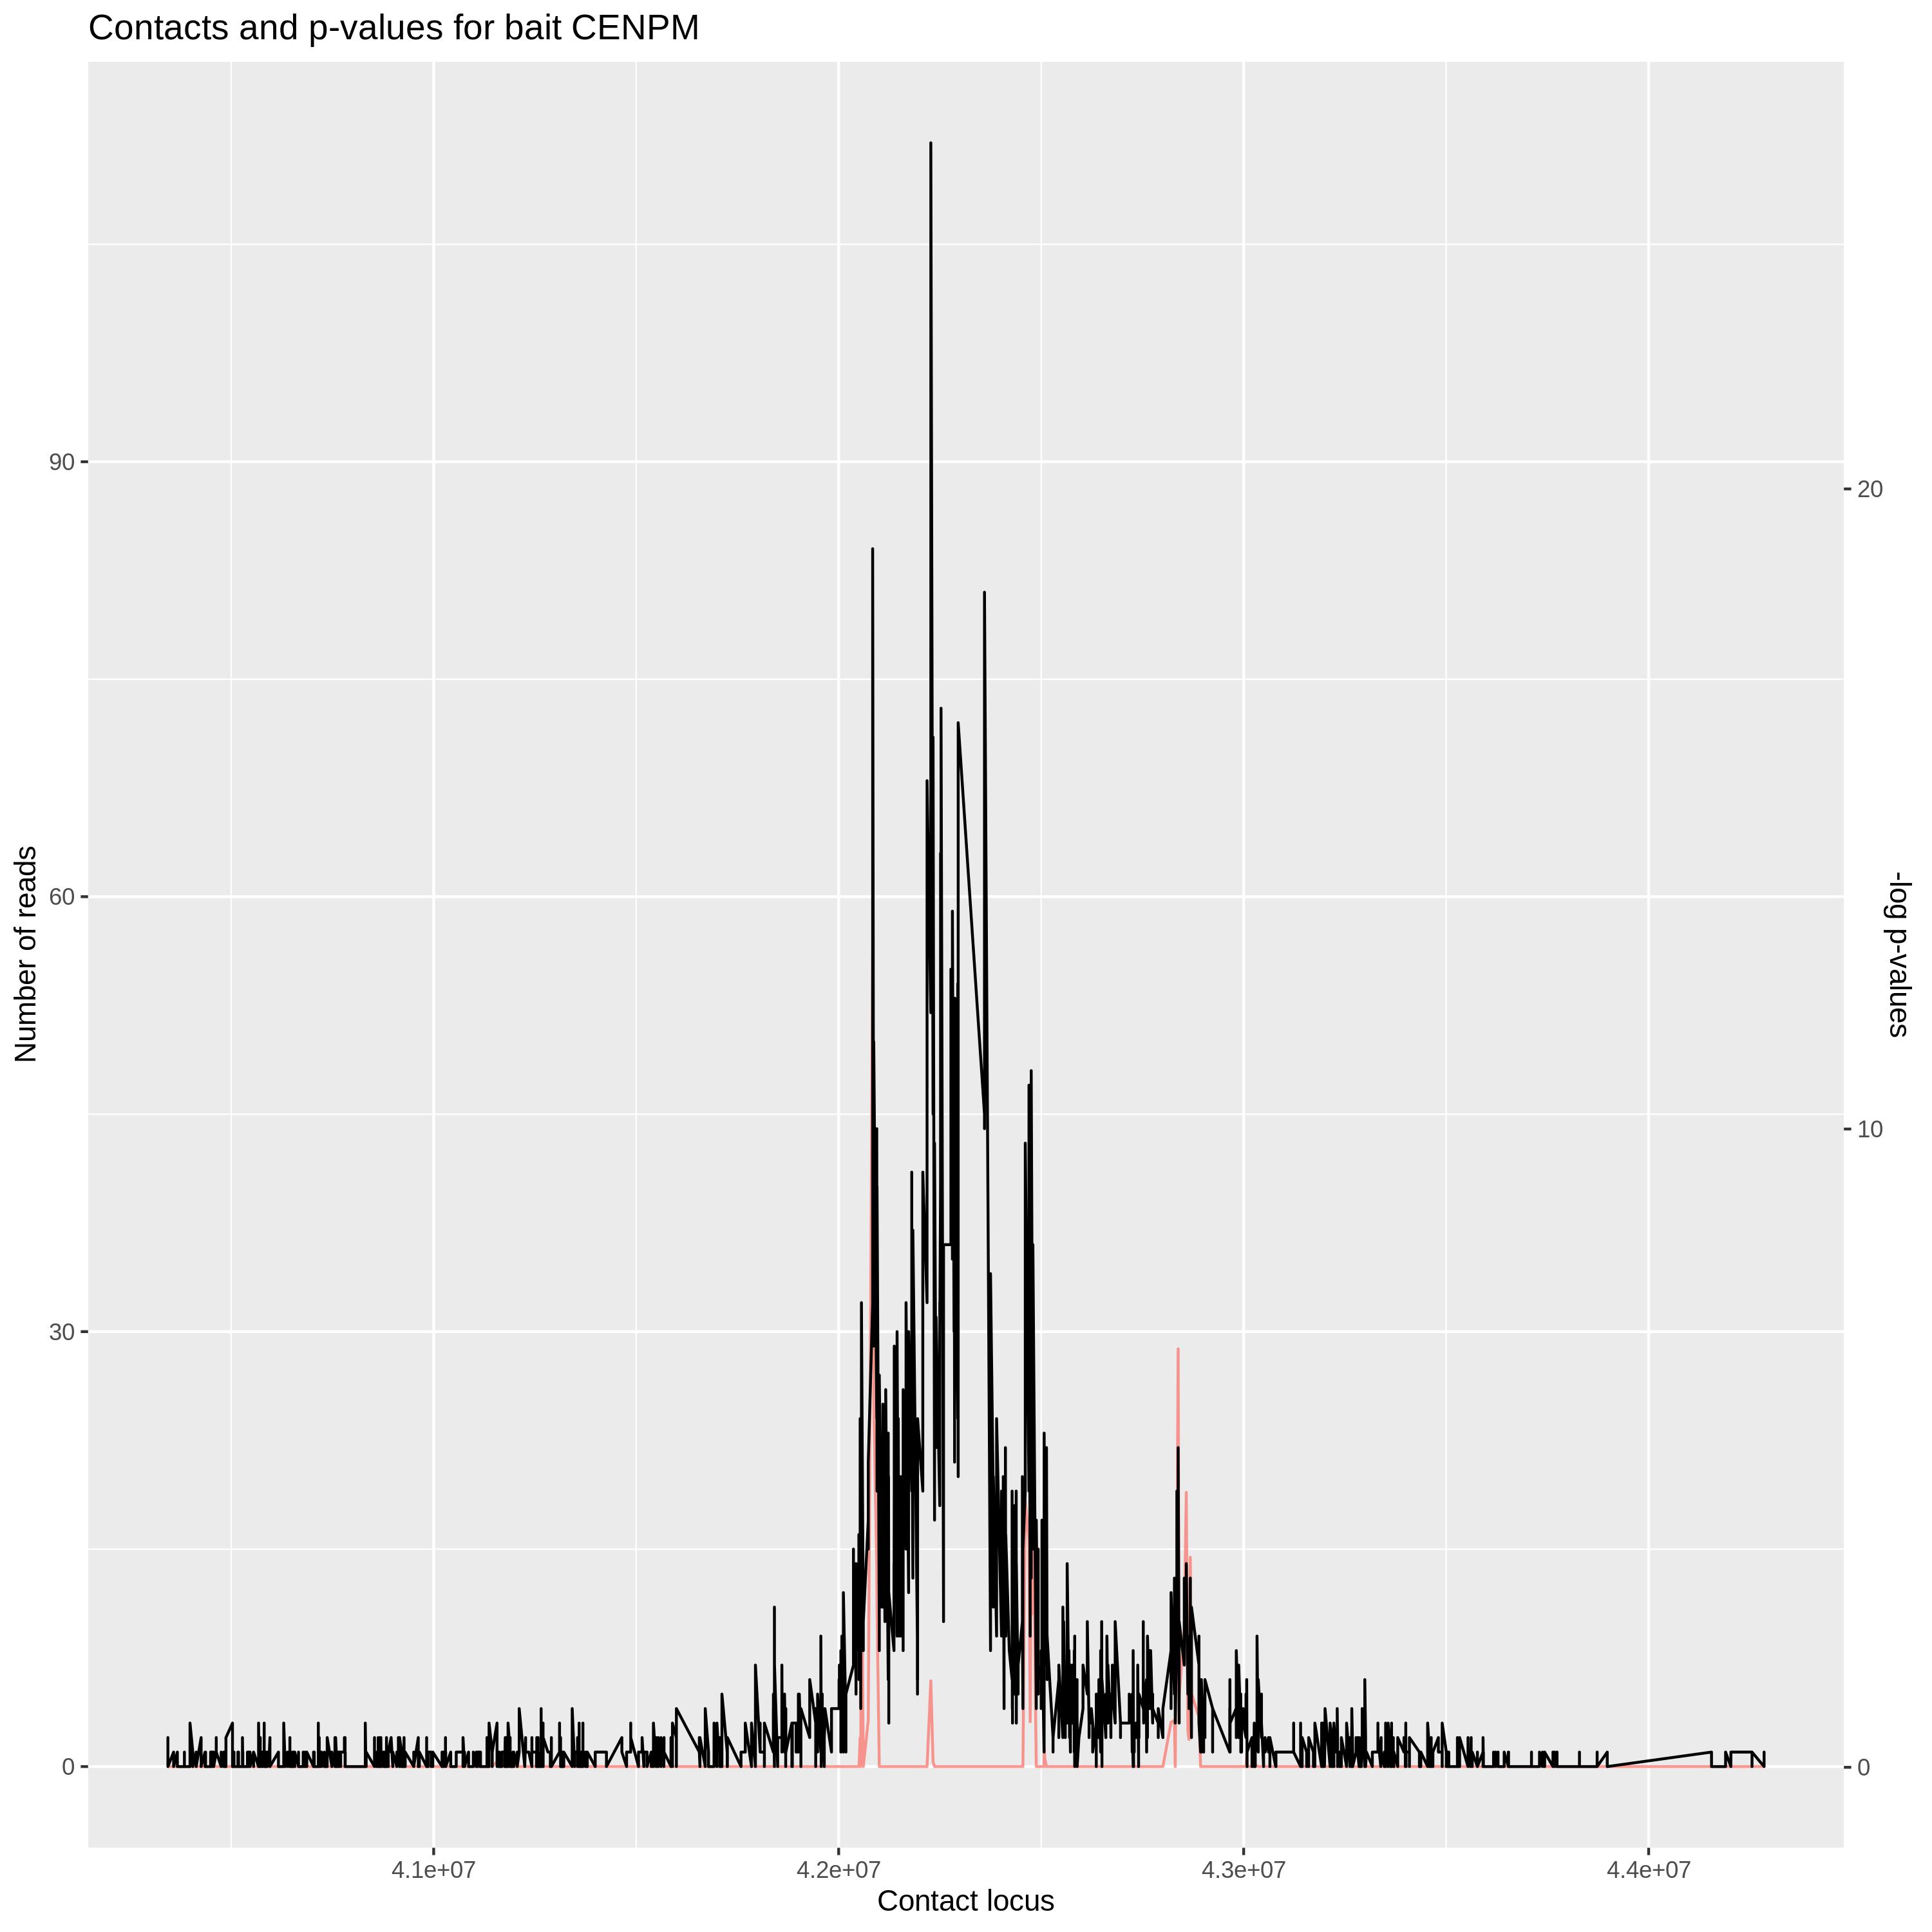 Contacts and p-values for bait CENPM
Number of reads
90
60
30
0
20
10
0
-log p-values
4.1e+07
4.2e+07
4.3e+07
4.4e+07
Contact locus